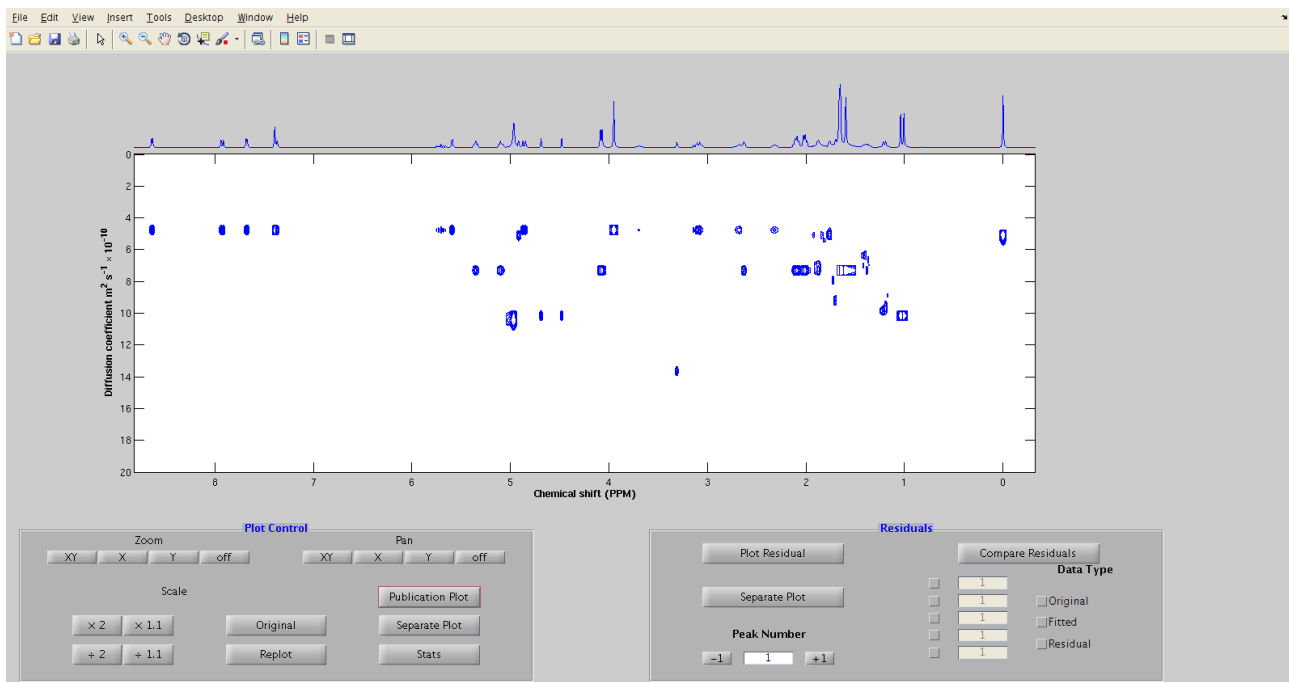 File Edit View Insert Tools Desktop Window Help
0
2
4
6
8
10
12
14
16
18
20
Diffusion coefficient m² s⁻¹ × 10⁻¹⁰
8 7 6 5 4 3 2 1 0
Chemical shift (PPM)
Plot Control
Zoom Pan
XY X Y off XY X Y off
Scale
Publication Plot
× 2 × 1.1 Original Separate Plot
÷ 2 ÷ 1.1 Replot Stats
Residuals
Plot Residual Compare Residuals
Data Type
1
Separate Plot 1 Original
1 Fitted
Peak Number 1 Residual
-1 1 +1 1